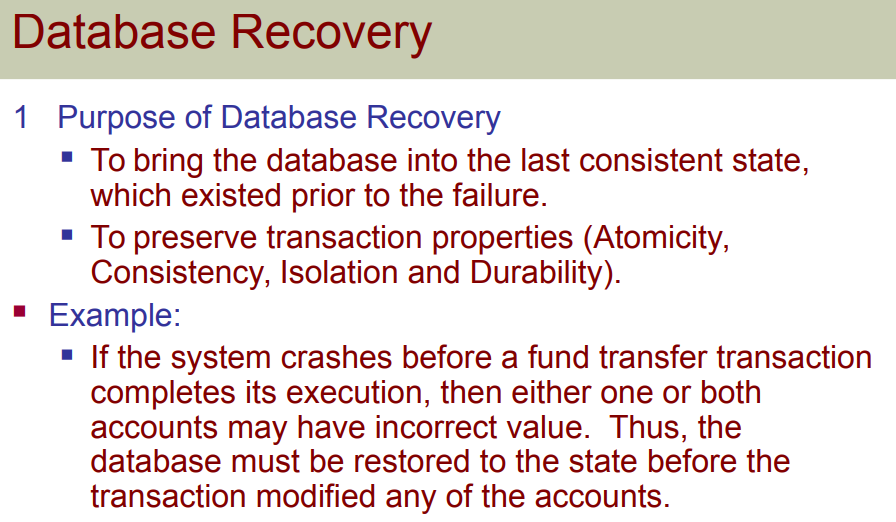 Database Recovery
1 Purpose of Database Recovery
▪ To bring the database into the last consistent state,
which existed prior to the failure.
▪ To preserve transaction properties (Atomicity,
Consistency, Isolation and Durability).
▪ Example:
▪ If the system crashes before a fund transfer transaction
completes its execution, then either one or both
accounts may have incorrect value.  Thus, the
database must be restored to the state before the
transaction modified any of the accounts.